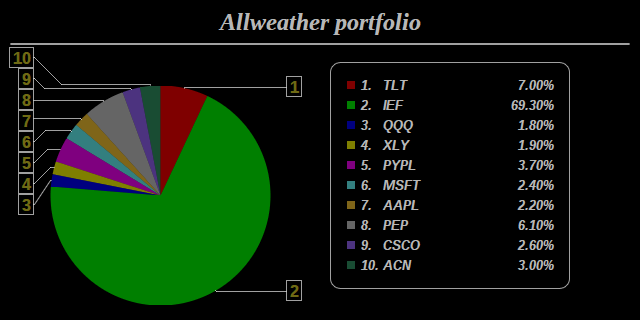 Allweather portfolio
10
9
8
7
6
5
4
3
1
2
1. TLT 7.00%
2. IEF 69.30%
3. QQQ 1.80%
4. XLY 1.90%
5. PYPL 3.70%
6. MSFT 2.40%
7. AAPL 2.20%
8. PEP 6.10%
9. CSCO 2.60%
10. ACN 3.00%